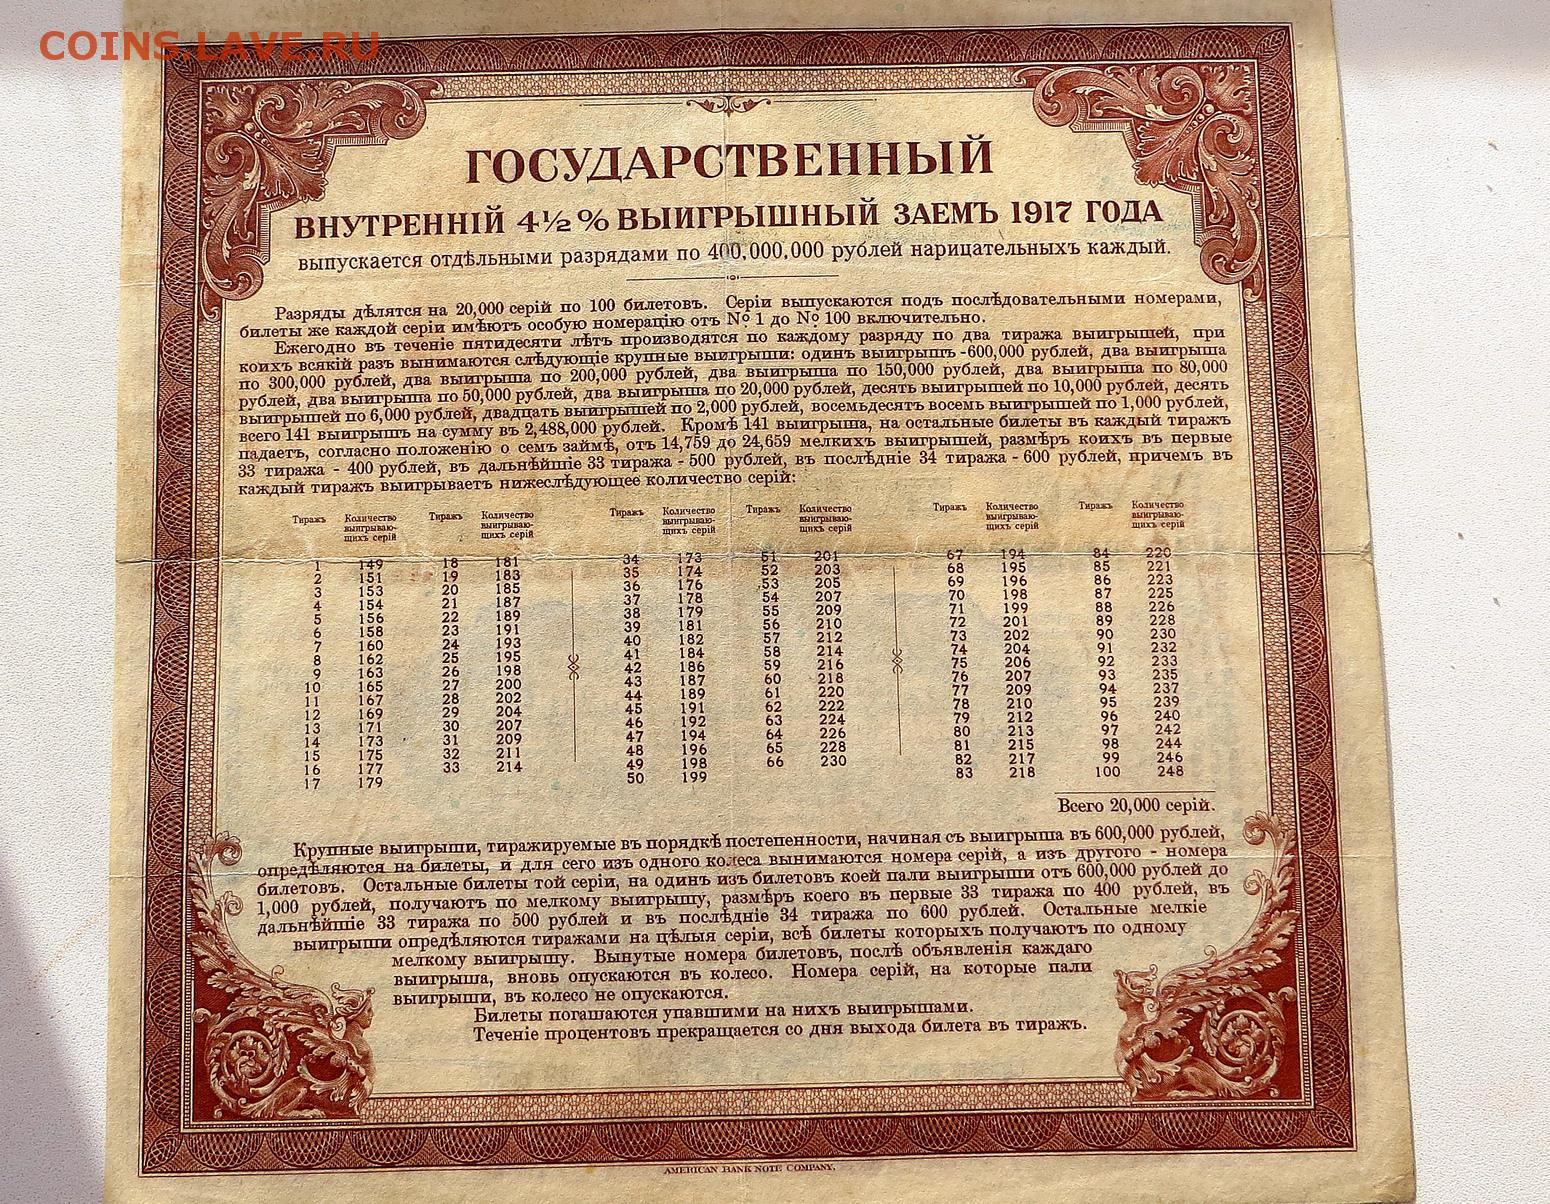 COINS.LAVE.RU
ГОСУДАРСТВЕННЫЙ
ВНУТРЕННІЙ 4½% ВЫИГРЫШНЫЙ ЗАЕМЪ 1917 ГОДА
выпускается отдѣльными разрядами по 400,000,000 рублей нарицательныхъ каждый.
Разряды дѣлятся на 20,000 серій по 100 билетовъ. Серіи выпускаются подъ послѣдовательными номерами,
билеты же каждой серіи имѣютъ особую номерацію отъ № 1 до № 100 включительно.
Ежегодно въ теченіе пятидесяти лѣтъ производятся по каждому разряду по два тиража выигрышей, при
коихъ всякій разъ вынимаются слѣдующіе крупные выигрыши: одинъ выигрышъ -600,000 рублей, два выигрыша
по 300,000 рублей, два выигрыша по 200,000 рублей, два выигрыша по 150,000 рублей, два выигрыша по 80,000
рублей, два выигрыша по 50,000 рублей, два выигрыша по 20,000 рублей, десять выигрышей по 10,000 рублей, десять
выигрышей по 6,000 рублей, двадцать выигрышей по 2,000 рублей, восемьдесятъ восемь выигрышей по 1,000 рублей,
всего 141 выигрышъ на сумму въ 2,488,000 рублей. Кромѣ 141 выигрыша, на остальные билеты въ каждый тиражъ
падаетъ, согласно положенію о семъ займѣ, отъ 14,759 до 24,659 мелкихъ выигрышей, размѣръ коихъ въ первые
33 тиража - 400 рублей, въ дальнѣйшіе 33 тиража - 500 рублей, въ послѣдніе 34 тиража - 600 рублей, причемъ въ
каждый тиражъ выигрываетъ нижеслѣдующее количество серій:
Тиражъ Количество выигрываю- щихъ серій Тиражъ Количество выигрываю- щихъ серій Тиражъ Количество выигрываю- щихъ серій Тиражъ Количество выигрываю- щихъ серій Тиражъ Количество выигрываю- щихъ серій Тиражъ Количество выигрываю- щихъ серій
1 149 18 181 34 173 51 201 67 194 84 220
2 151 19 183 35 174 52 203 68 195 85 221
3 153 20 185 36 176 53 205 69 196 86 223
4 154 21 187 37 178 54 207 70 198 87 225
5 156 22 189 38 179 55 209 71 199 88 226
6 158 23 191 39 181 56 210 72 201 89 228
7 160 24 193 40 182 57 212 73 202 90 230
8 162 25 195 41 184 58 214 74 204 91 232
9 163 26 198 42 186 59 216 75 206 92 233
10 165 27 200 43 187 60 218 76 207 93 235
11 167 28 202 44 189 61 220 77 209 94 237
12 169 29 204 45 191 62 222 78 210 95 239
13 171 30 207 46 192 63 224 79 212 96 240
14 173 31 209 47 194 64 226 80 213 97 242
15 175 32 211 48 196 65 228 81 215 98 244
16 177 33 214 49 198 66 230 82 217 99 246
17 179 50 199 83 218 100 248
Всего 20,000 серій.
Крупные выигрыши, тиражируемые въ порядкѣ постепенности, начиная съ выигрыша въ 600,000 рублей,
опредѣляются на билеты, и для сего изъ одного колеса вынимаются номера серій, а изъ другого - номера
билетовъ. Остальные билеты той серіи, на одинъ изъ билетовъ коей пали выигрыши отъ 600,000 рублей до
1,000 рублей, получаютъ по мелкому выигрышу, размѣръ коего въ первые 33 тиража по 400 рублей, въ
дальнѣйшіе 33 тиража по 500 рублей и въ послѣдніе 34 тиража по 600 рублей. Остальные мелкіе
выигрыши опредѣляются тиражами на цѣлыя серіи, всѣ билеты которыхъ получаютъ по одному
мелкому выигрышу. Вынутые номера билетовъ, послѣ объявленія каждаго
выигрыша, вновь опускаются въ колесо. Номера серій, на которые пали
выигрыши, въ колесо не опускаются.
Билеты погашаются упавшими на нихъ выигрышами.
Теченіе процентовъ прекращается со дня выхода билета въ тиражъ.
AMERICAN BANK NOTE COMPANY.